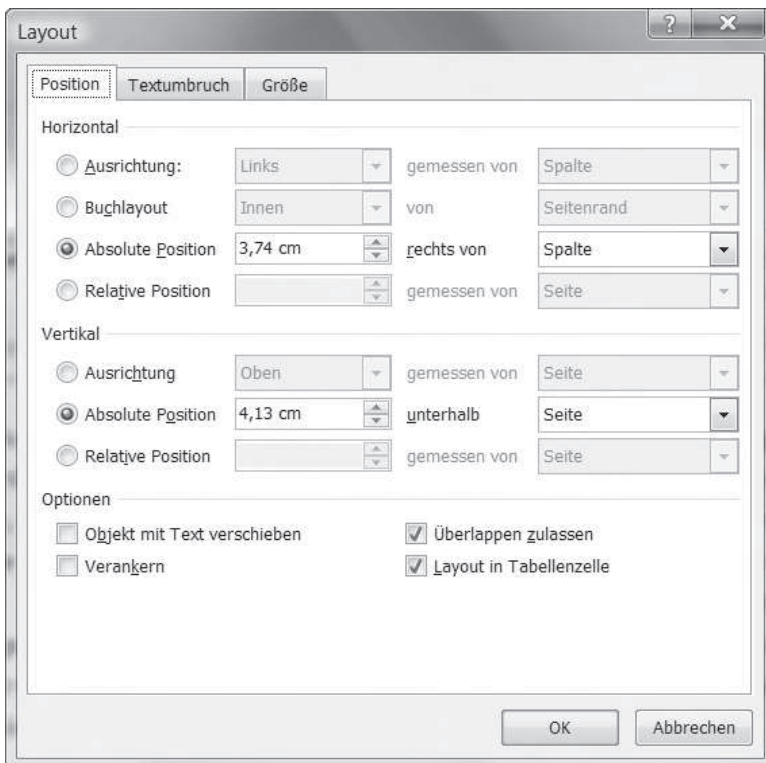 Layout
Position Textumbruch Größe
Horizontal
Ausrichtung: Links gemessen von Spalte
Buchlayout Innen von Seitenrand
Absolute Position 3,74 cm rechts von Spalte
Relative Position gemessen von Seite
Vertikal
Ausrichtung Oben gemessen von Seite
Absolute Position 4,13 cm unterhalb Seite
Relative Position gemessen von Seite
Optionen
Objekt mit Text verschieben Überlappen zulassen
Verankern Layout in Tabellenzelle
OK Abbrechen